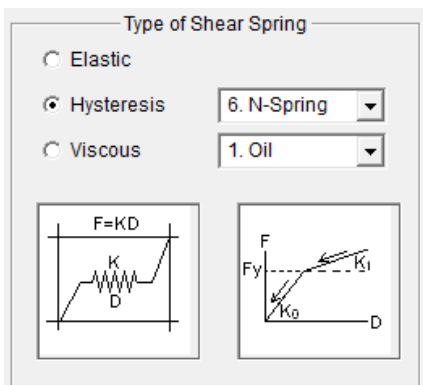 Type of Shear Spring
Elastic
Hysteresis 6. N-Spring
Viscous 1. Oil
F=KD
K
D
F
Fy
K1
K0
D